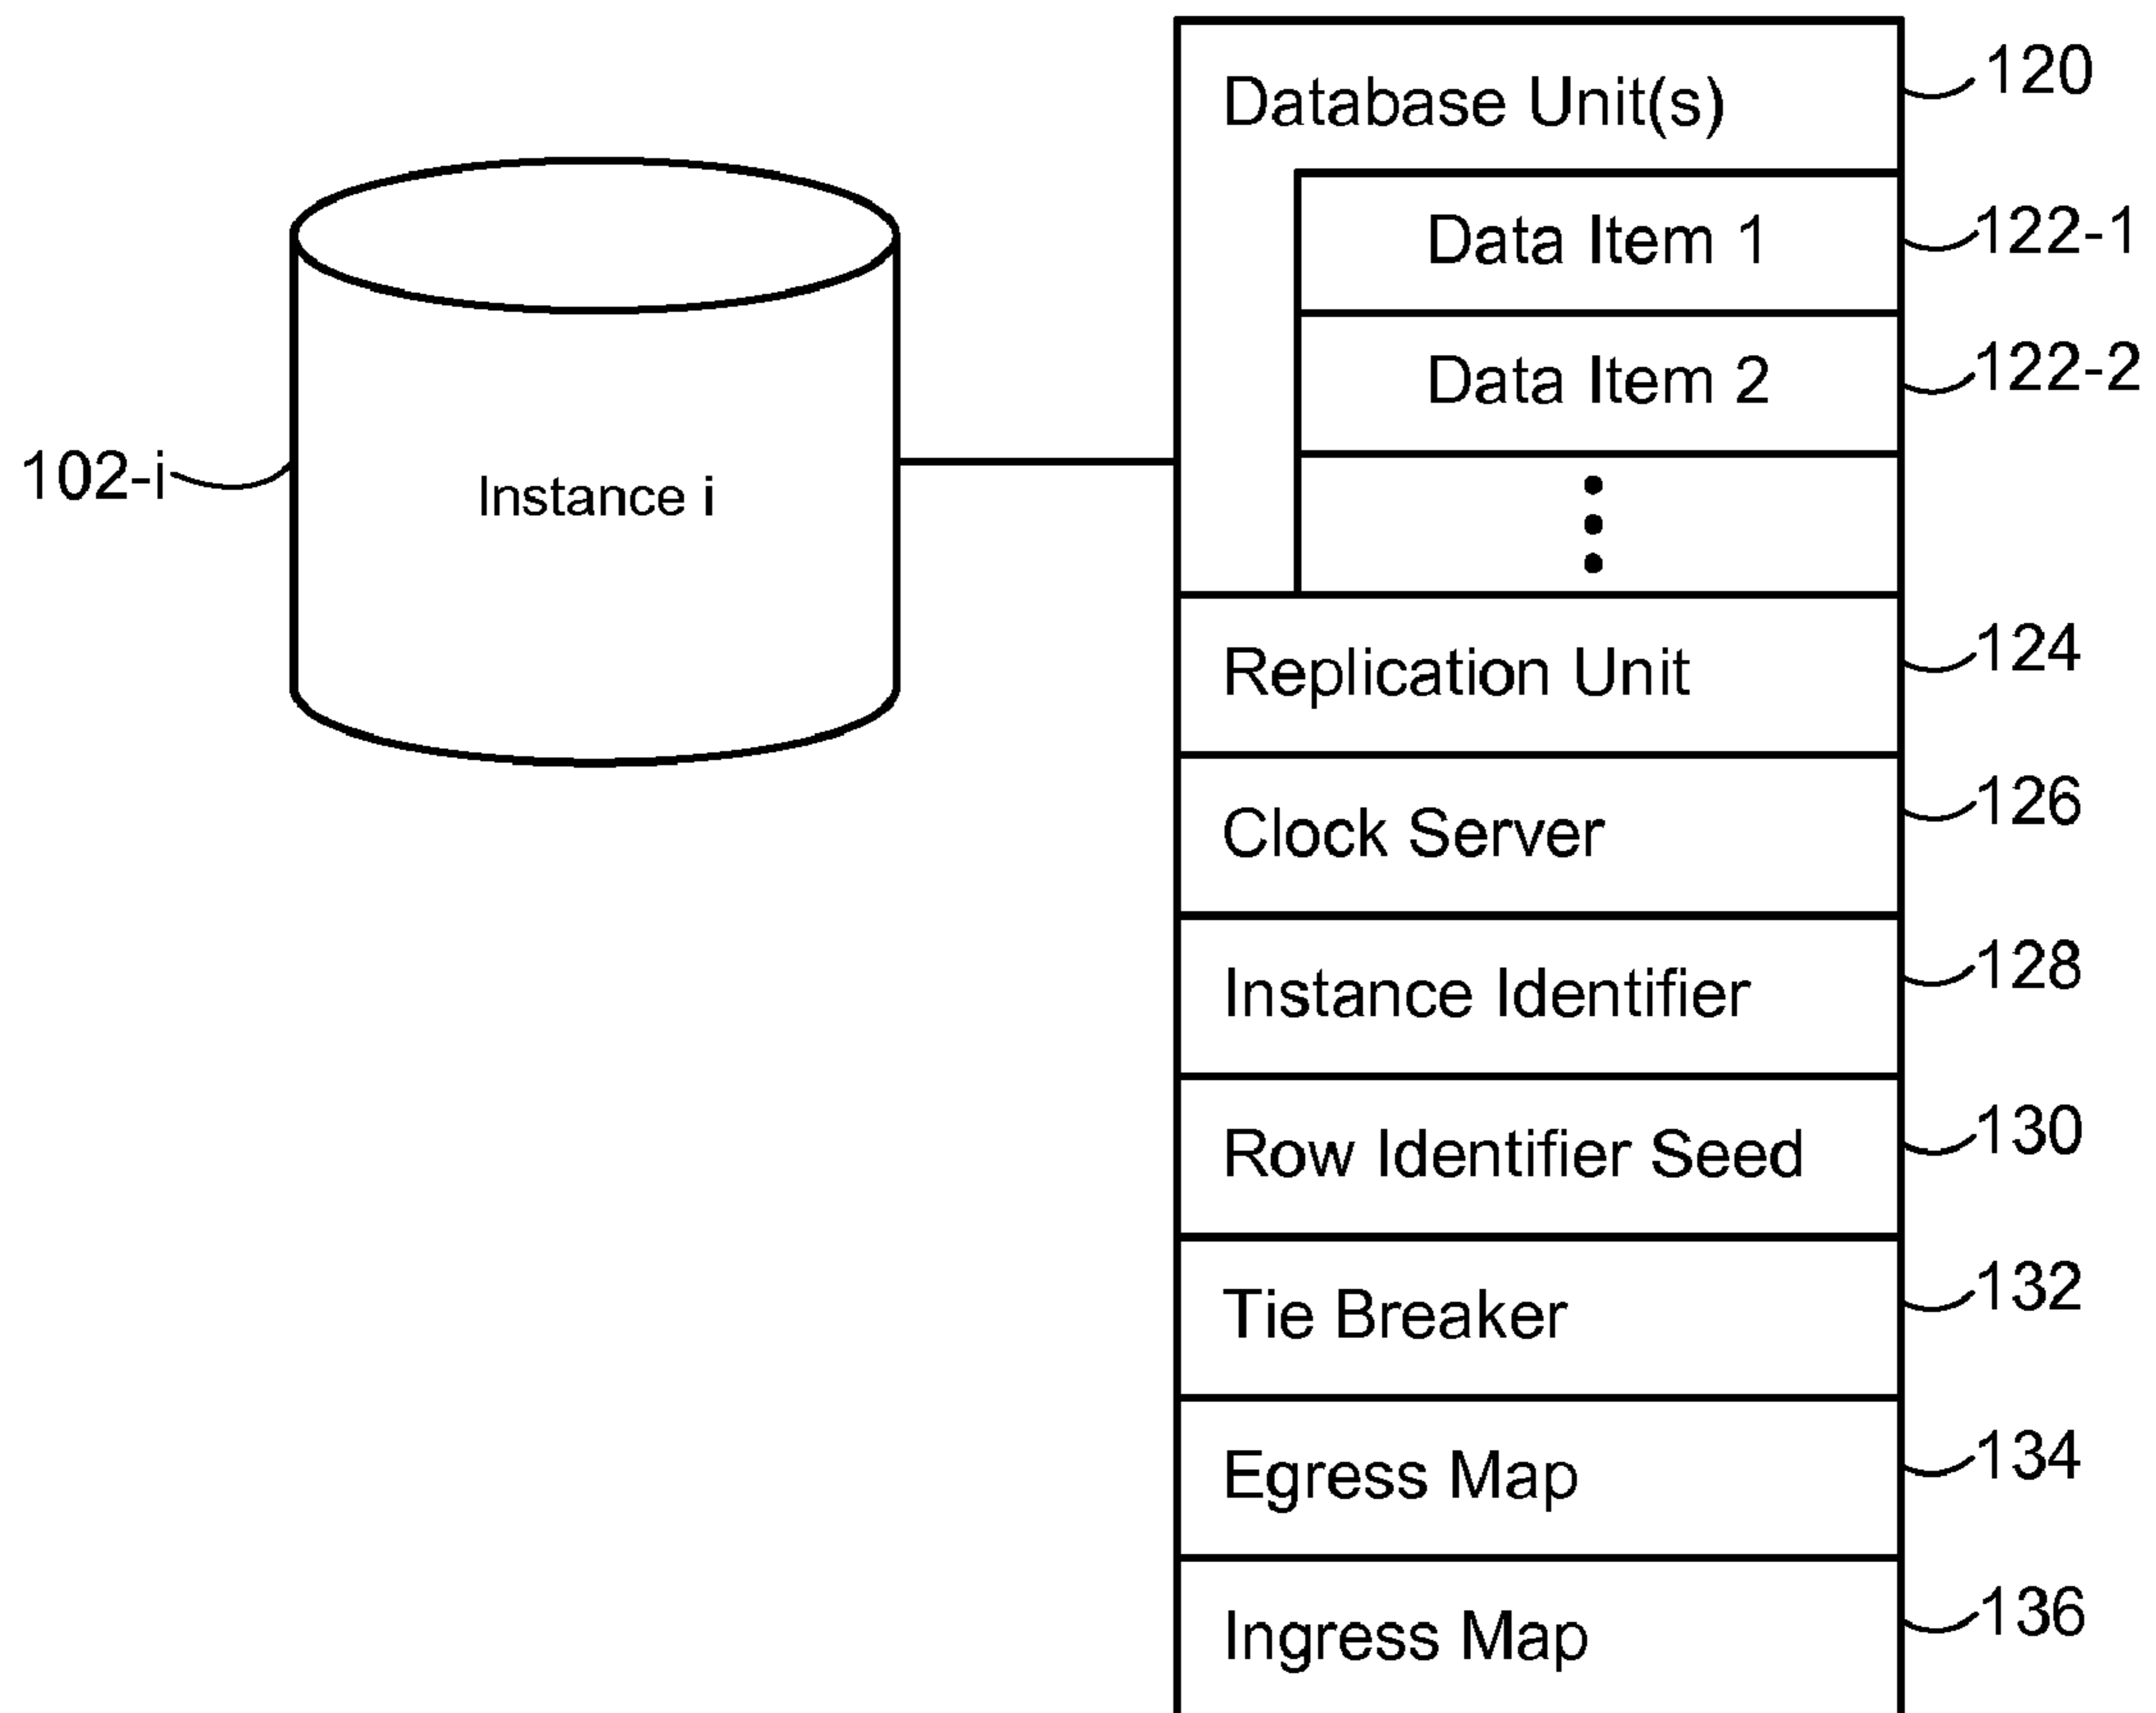 Database Unit(s) 120
Data Item 1 122-1
Data Item 2 122-2
102-i Instance i
Replication Unit 124
Clock Server 126
Instance Identifier 128
Row Identifier Seed 130
Tie Breaker 132
Egress Map 134
Ingress Map 136